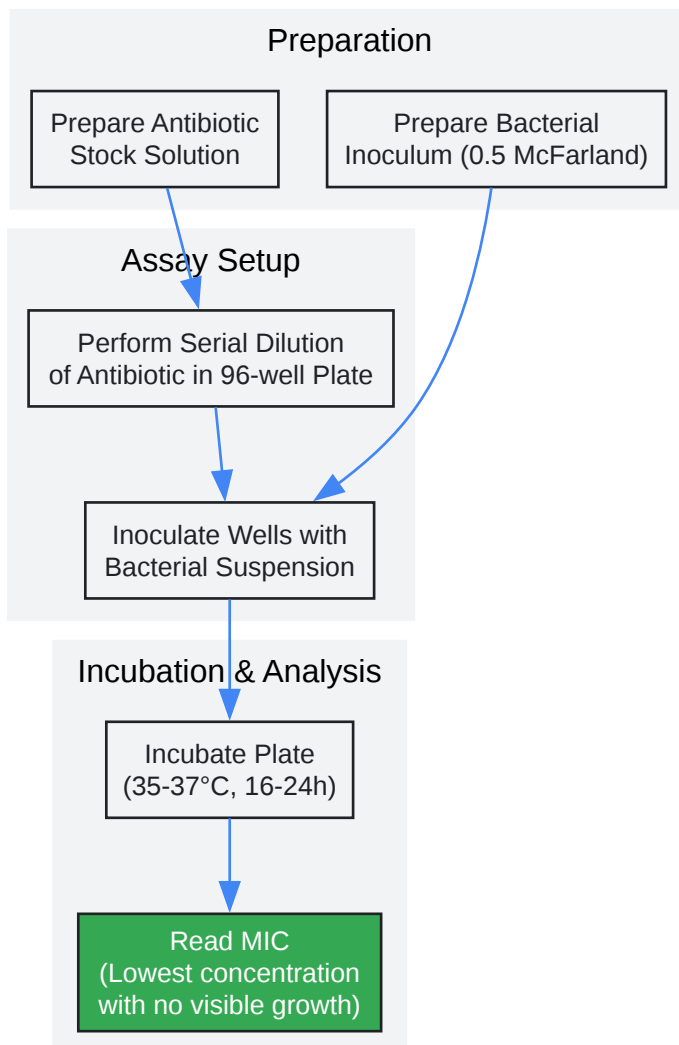 Preparation
Prepare Antibiotic
Stock Solution
Prepare Bacterial
Inoculum (0.5 McFarland)
Assay Setup
Perform Serial Dilution
of Antibiotic in 96-well Plate
Inoculate Wells with
Bacterial Suspension
Incubation & Analysis
Incubate Plate
(35-37°C, 16-24h)
Read MIC
(Lowest concentration
with no visible growth)